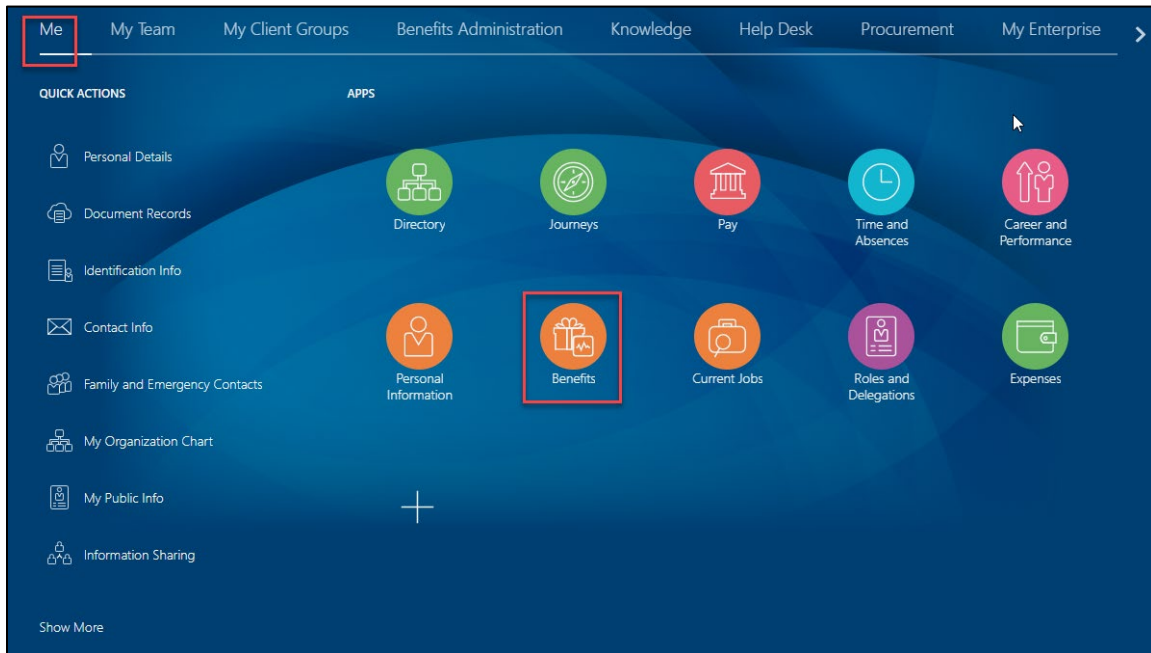 Me
My Team
My Client Groups
Benefits Administration
Knowledge
Help Desk
Procurement
My Enterprise
QUICK ACTIONS
Personal Details
Document Records
Identification Info
Contact Info
Family and Emergency Contacts
My Organization Chart
My Public Info
Information Sharing
Show More
APPS
Directory
Journeys
Pay
Time and
Absences
Career and
Performance
Personal
Information
Benefits
Current Jobs
Roles and
Delegations
Expenses